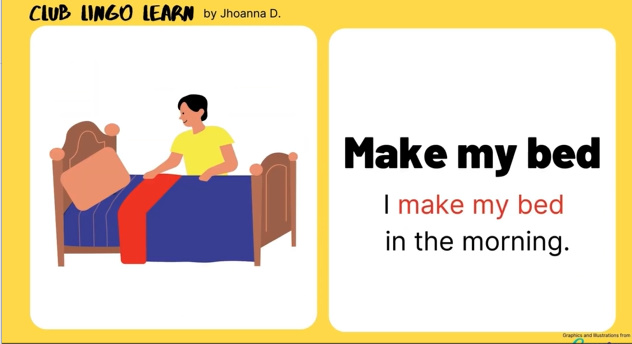 CLUB LINGO LEARN by Jhoanna D.
Make my bed
I make my bed
in the morning.
Graphics and Illustrations from